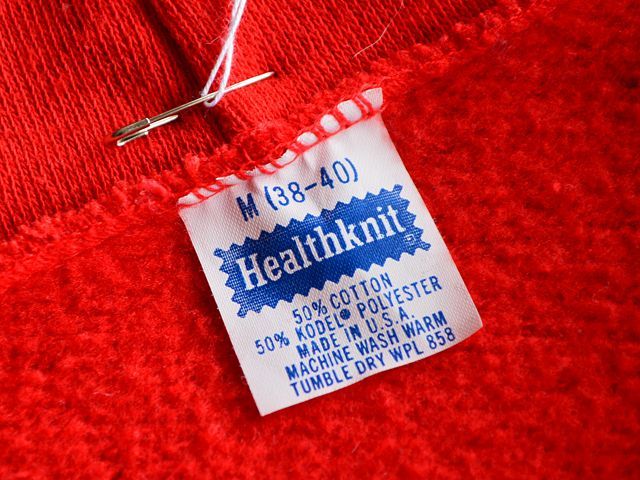 M (38-40)
Healthknit
50% COTTON
50% KODEL® POLYESTER
MADE IN U.S.A.
MACHINE WASH WARM
TUMBLE DRY WPL 858